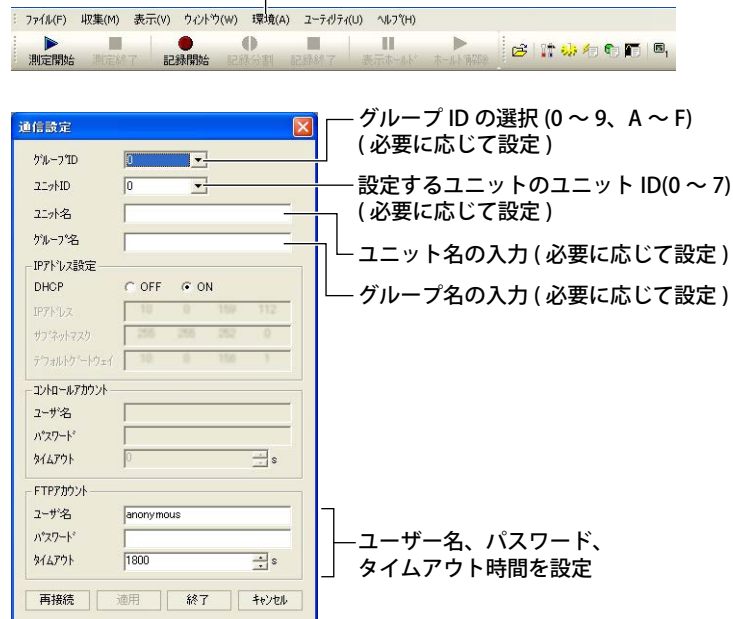 ファイル(F) 収集(M) 表示(V) ウィンドウ(W) 環境(A) ユーティリティ(U) ヘルプ(H)
測定開始 測定終了 記録開始 記録分割 記録終了 表示ホールド ホールド解除
通信設定
グループID 0
ユニットID 0
ユニット名
グループ名
IPアドレス設定
DHCP OFF ON
IPアドレス 10 0 159 112
サブネットマスク 255 255 252 0
デフォルトゲートウェイ 10 0 156 1
コントロールアカウント
ユーザ名
パスワード
タイムアウト 0 s
FTPアカウント
ユーザ名 anonymous
パスワード
タイムアウト 1800 s
再接続 適用 終了 キャンセル
グループ ID の選択 (0 ～ 9、A ～ F)
( 必要に応じて設定 )
設定するユニットのユニット ID(0 ～ 7)
( 必要に応じて設定 )
ユニット名の入力 ( 必要に応じて設定 )
グループ名の入力 ( 必要に応じて設定 )
ユーザー名、パスワード、
タイムアウト時間を設定